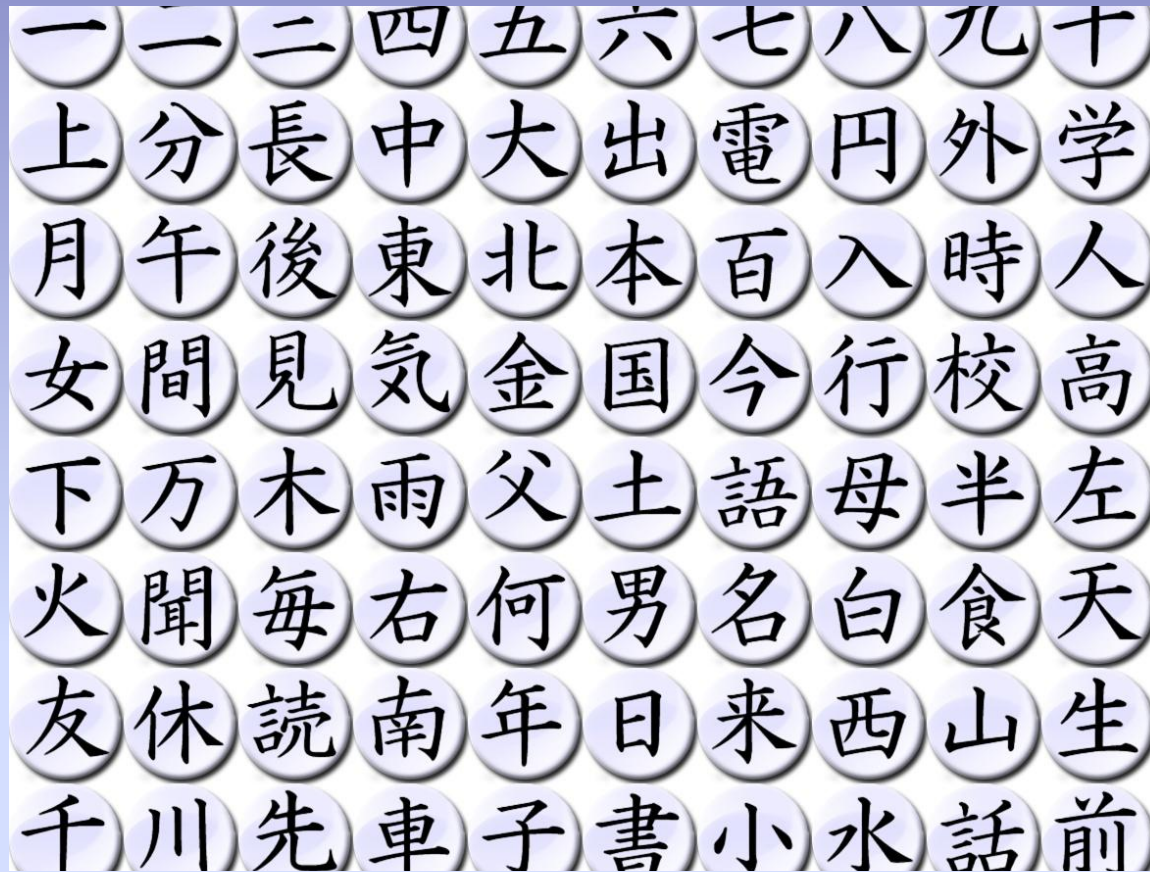 一 二 三 四 五 六 七 八 九 十
上 分 長 中 大 出 電 円 外 学
月 午 後 東 北 本 百 入 時 人
女 間 見 気 金 国 今 行 校 高
下 万 木 雨 父 土 語 母 半 左
火 聞 毎 右 何 男 名 白 食 天
友 休 読 南 年 日 来 西 山 生
千 川 先 車 子 書 小 水 話 前